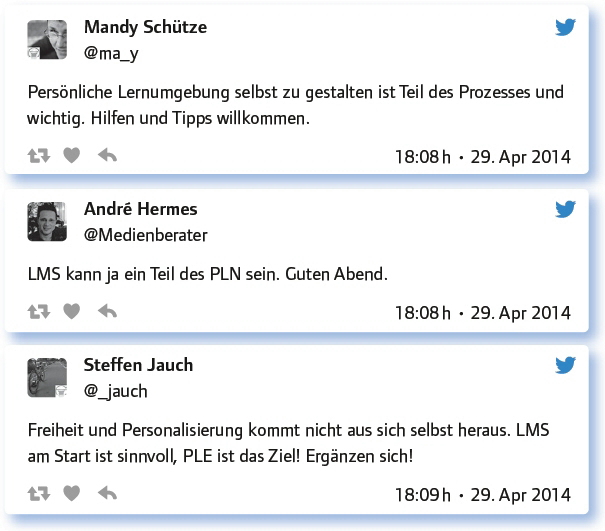 Mandy Schütze
@ma_y
Persönliche Lernumgebung selbst zu gestalten ist Teil des Prozesses und
wichtig. Hilfen und Tipps willkommen.
18:08 h • 29. Apr 2014
André Hermes
@Medienberater
LMS kann ja ein Teil des PLN sein. Guten Abend.
18:08 h • 29. Apr 2014
Steffen Jauch
@_jauch
Freiheit und Personalisierung kommt nicht aus sich selbst heraus. LMS
am Start ist sinnvoll, PLE ist das Ziel! Ergänzen sich!
18:09 h • 29. Apr 2014